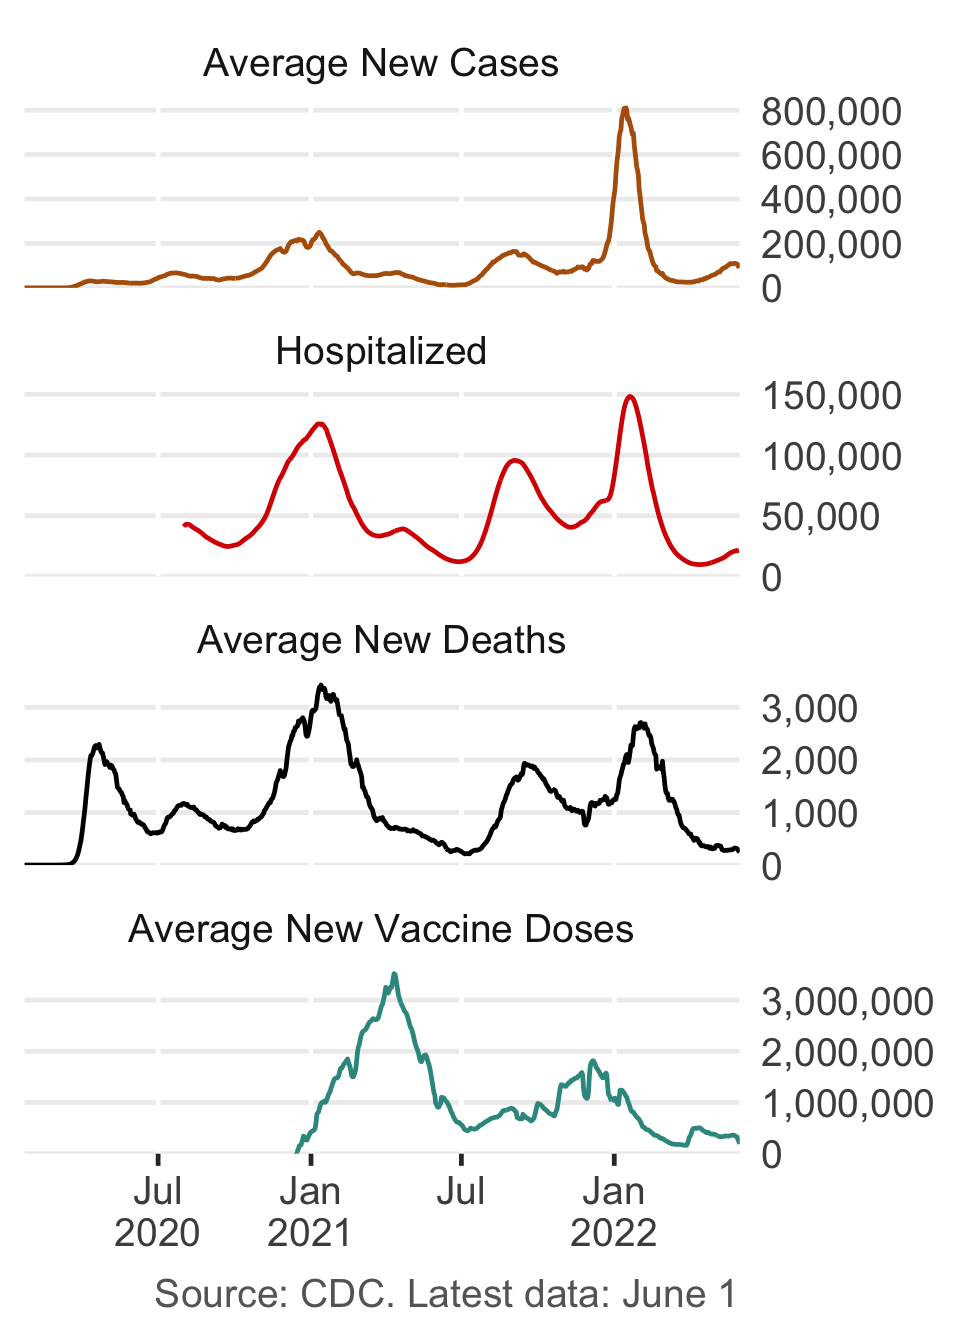 Average New Cases
800,000
600,000
400,000
200,000
0
Hospitalized
150,000
100,000
50,000
0
Average New Deaths
3,000
2,000
1,000
0
Average New Vaccine Doses
3,000,000
2,000,000
1,000,000
0
Jul Jan Jul Jan
2020 2021 2022
Source: CDC. Latest data: June 1